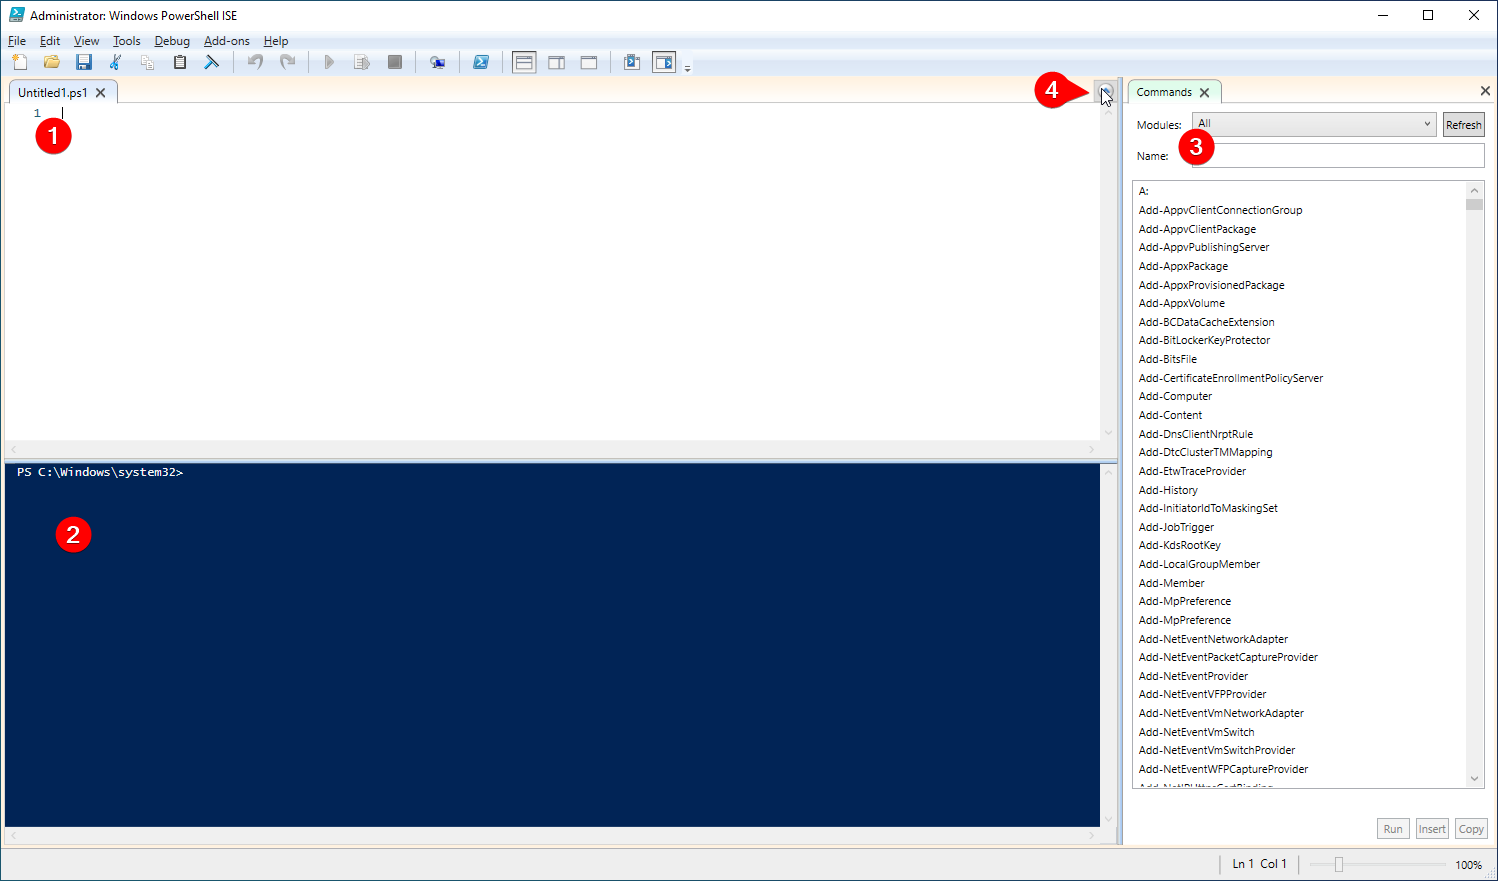 Administrator: Windows PowerShell ISE
File Edit View Tools Debug Add-ons Help
Untitled1.ps1
4
Commands
1
1
Modules: All Refresh
3
Name:
A:
Add-AppvClientConnectionGroup
Add-AppvClientPackage
Add-AppvPublishingServer
Add-AppxPackage
Add-AppxProvisionedPackage
Add-AppxVolume
Add-BCDataCacheExtension
Add-BitLockerKeyProtector
Add-BitsFile
Add-CertificateEnrollmentPolicyServer
Add-Computer
Add-Content
Add-DnsClientNrptRule
Add-DtcClusterTMMapping
Add-EtwTraceProvider
Add-History
Add-InitiatorIdToMaskingSet
Add-JobTrigger
Add-KdsRootKey
Add-LocalGroupMember
Add-Member
Add-MpPreference
Add-MpPreference
Add-NetEventNetworkAdapter
Add-NetEventPacketCaptureProvider
Add-NetEventProvider
Add-NetEventVFPProvider
Add-NetEventVmNetworkAdapter
Add-NetEventVmSwitch
Add-NetEventVmSwitchProvider
Add-NetEventWFPCaptureProvider
PS C:\Windows\system32>
2
Run Insert Copy
Ln 1 Col 1 100%